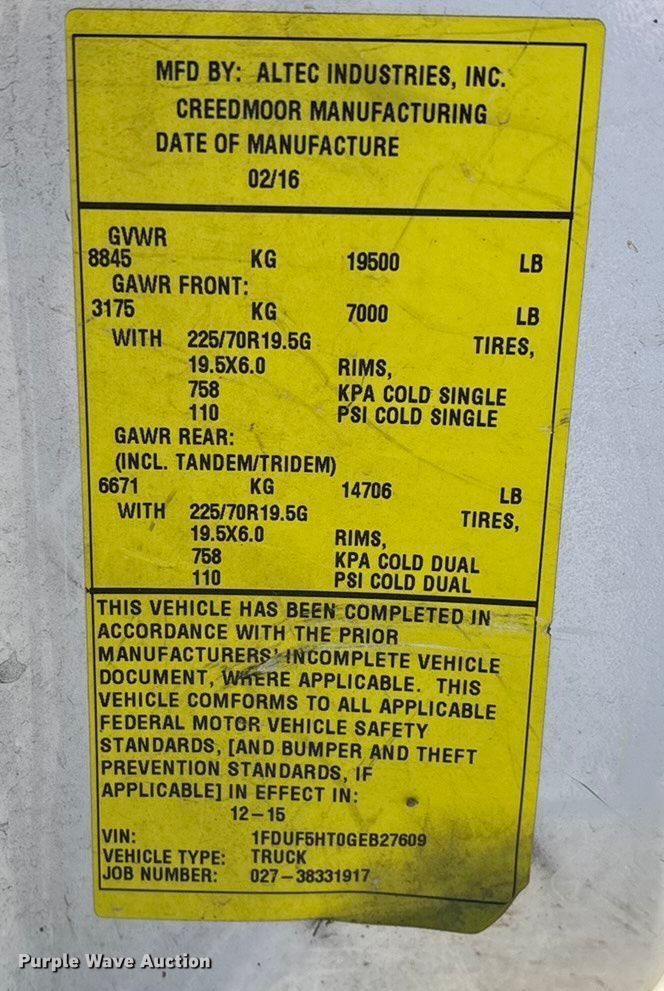 MFD BY: ALTEC INDUSTRIES, INC.
CREEDMOOR MANUFACTURING
DATE OF MANUFACTURE
02/16
GVWR
8845 KG 19500 LB
GAWR FRONT:
3175 KG 7000 LB
WITH 225/70R19.5G TIRES,
19.5X6.0 RIMS,
758 KPA COLD SINGLE
110 PSI COLD SINGLE
GAWR REAR:
(INCL. TANDEM/TRIDEM)
6671 KG 14706 LB
WITH 225/70R19.5G TIRES,
19.5X6.0 RIMS,
758 KPA COLD DUAL
110 PSI COLD DUAL
THIS VEHICLE HAS BEEN COMPLETED IN
ACCORDANCE WITH THE PRIOR
MANUFACTURERS' INCOMPLETE VEHICLE
DOCUMENT, WHERE APPLICABLE. THIS
VEHICLE COMFORMS TO ALL APPLICABLE
FEDERAL MOTOR VEHICLE SAFETY
STANDARDS, [AND BUMPER AND THEFT
PREVENTION STANDARDS, IF
APPLICABLE] IN EFFECT IN:
12-15
VIN: 1FDUF5HT0GEB27609
VEHICLE TYPE: TRUCK
JOB NUMBER: 027-38331917
Purple Wave Auction